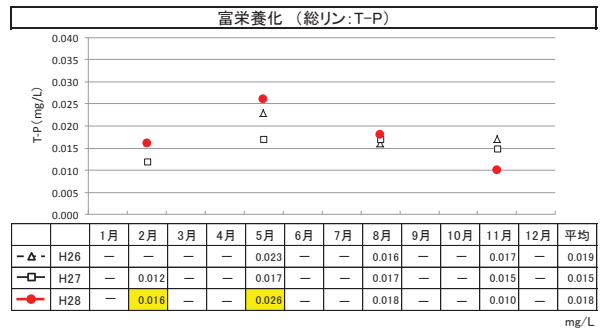 富栄養化 (総リン:T-P)
0.040
0.035
0.030
0.025
0.020
0.015
0.010
0.005
0.000
T-P(mg/L)
1月 2月 3月 4月 5月 6月 7月 8月 9月 10月 11月 12月 平均
H26 — — — — 0.023 — — 0.016 — — 0.017 — 0.019
H27 — 0.012 — — 0.017 — — 0.017 — — 0.015 — 0.015
H28 — 0.016 — — 0.026 — — 0.018 — — 0.010 — 0.018
mg/L